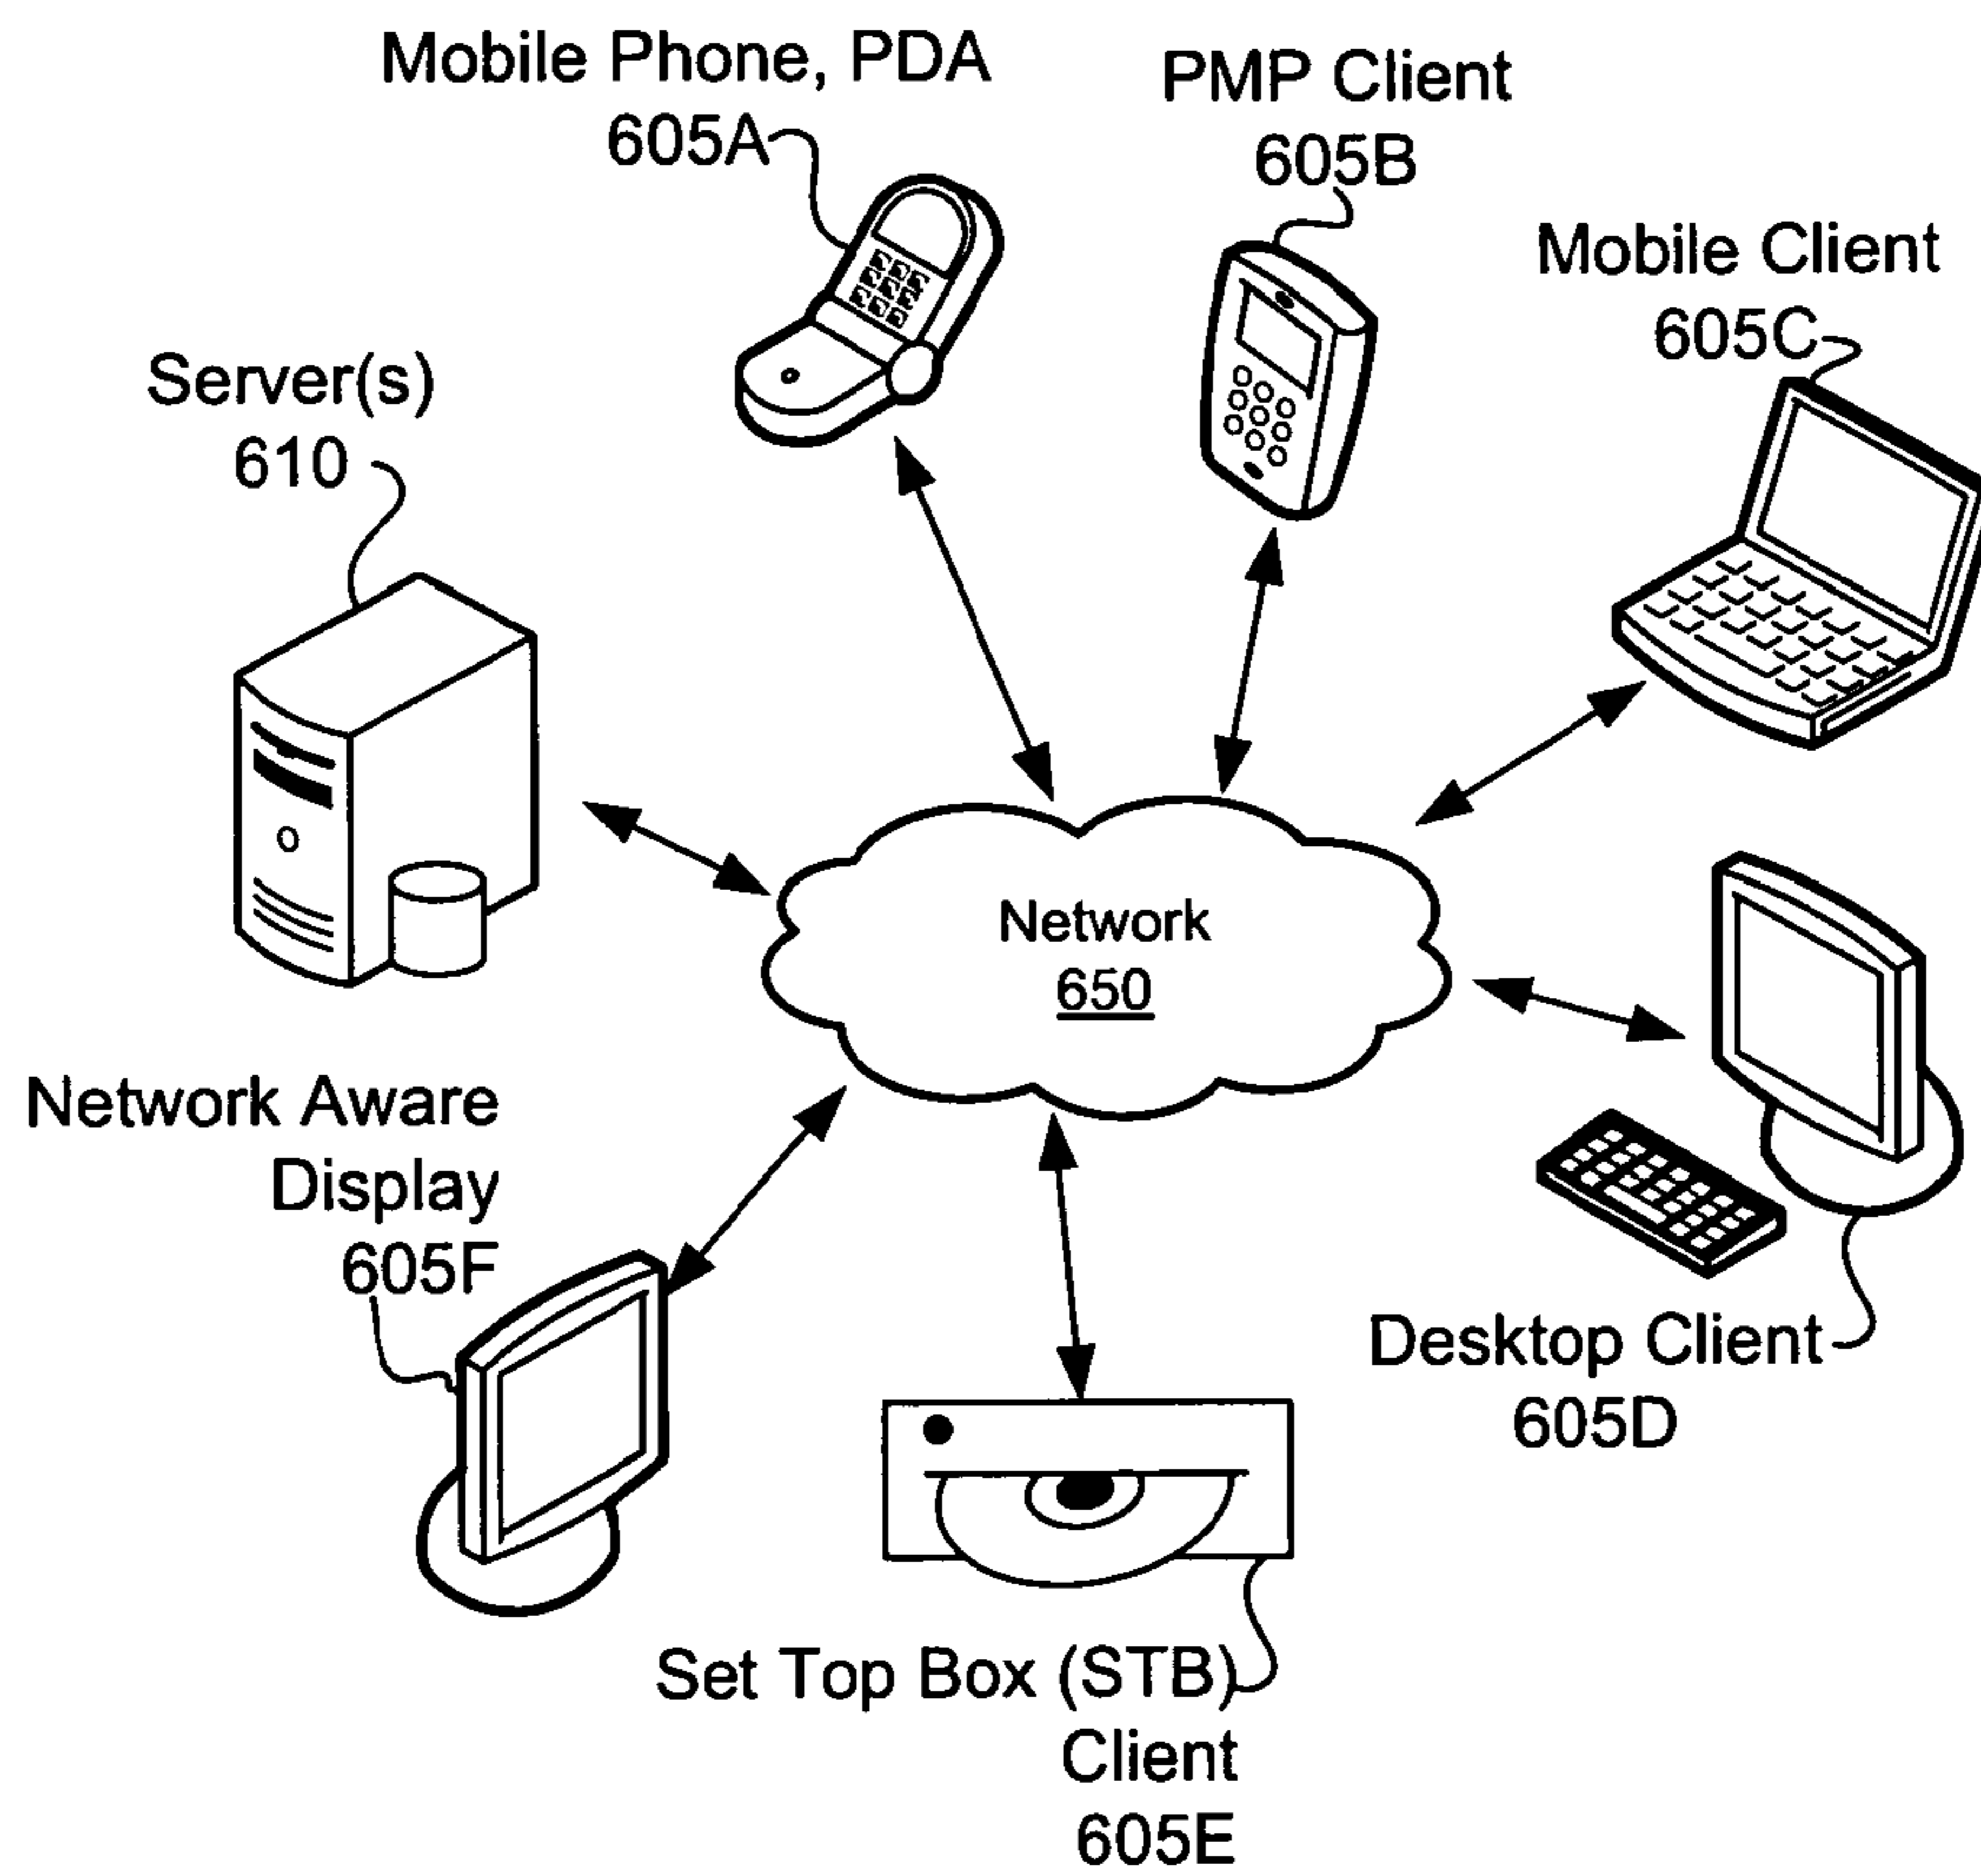 Mobile Phone, PDA
605A
PMP Client
605B
Mobile Client
605C
Server(s)
610
Network
650
Network Aware
Display
605F
Desktop Client
605D
Set Top Box (STB)
Client
605E